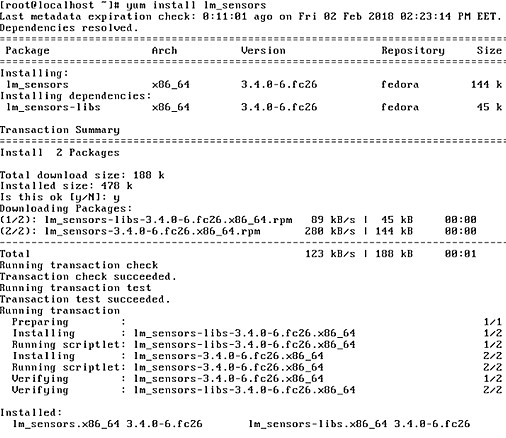 [root@localhost ~]# yum install lm_sensors
Last metadata expiration check: 0:11:01 ago on Fri 02 Feb 2018 02:23:14 PM EET.
Dependencies resolved.
================================================================================
 Package                Arch           Version                Repository    Size
================================================================================
Installing:
 lm_sensors             x86_64         3.4.0-6.fc26           fedora       144 k
Installing dependencies:
 lm_sensors-libs        x86_64         3.4.0-6.fc26           fedora        45 k

Transaction Summary
================================================================================
Install  2 Packages

Total download size: 188 k
Installed size: 478 k
Is this ok [y/N]: y
Downloading Packages:
(1/2): lm_sensors-libs-3.4.0-6.fc26.x86_64.rpm   89 kB/s |  45 kB     00:00
(2/2): lm_sensors-3.4.0-6.fc26.x86_64.rpm       280 kB/s | 144 kB     00:00
--------------------------------------------------------------------------------
Total                                           123 kB/s | 188 kB     00:01
Running transaction check
Transaction check succeeded.
Running transaction test
Transaction test succeeded.
Running transaction
  Preparing        :                                                        1/1
  Installing       : lm_sensors-libs-3.4.0-6.fc26.x86_64                    1/2
  Running scriptlet: lm_sensors-libs-3.4.0-6.fc26.x86_64                    1/2
  Installing       : lm_sensors-3.4.0-6.fc26.x86_64                         2/2
  Running scriptlet: lm_sensors-3.4.0-6.fc26.x86_64                         2/2
  Verifying        : lm_sensors-3.4.0-6.fc26.x86_64                         1/2
  Verifying        : lm_sensors-libs-3.4.0-6.fc26.x86_64                    2/2

Installed:
  lm_sensors.x86_64 3.4.0-6.fc26       lm_sensors-libs.x86_64 3.4.0-6.fc26